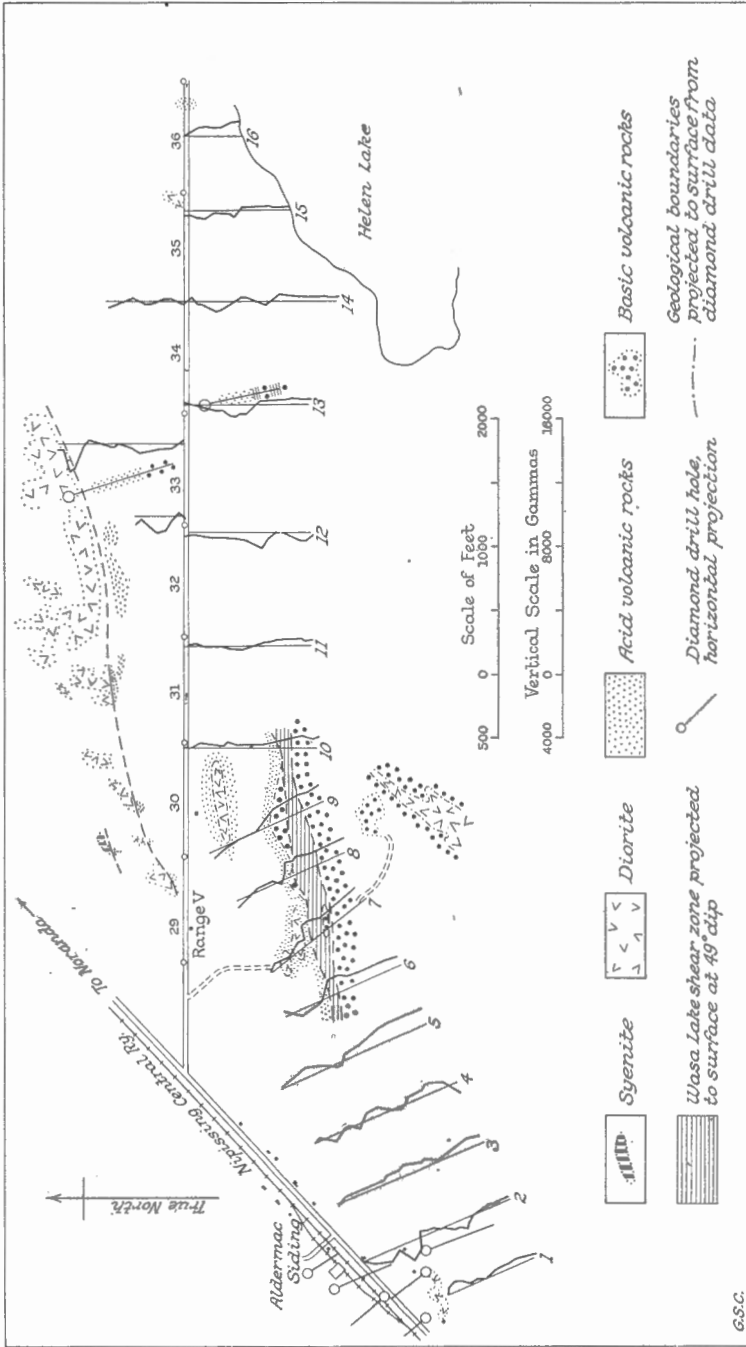 To Noranda
Nipissing Central Ry.
True North
Aldermac
Siding
Range V
29
30
31
32
33
34
35
36
1
2
3
4
5
6
7
8
9
10
11
12
13
14
15
16
Helen Lake
Scale of Feet
500 0 1000 2000
Vertical Scale in Gammas
4000 0 8000 16000
Syenite
Diorite
Acid volcanic rocks
Basic volcanic rocks
Wasa Lake shear zone projected
to surface at 49° dip
Diamond drill hole,
horizontal projection
Geological boundaries
projected to surface from
diamond drill data
G.S.C.